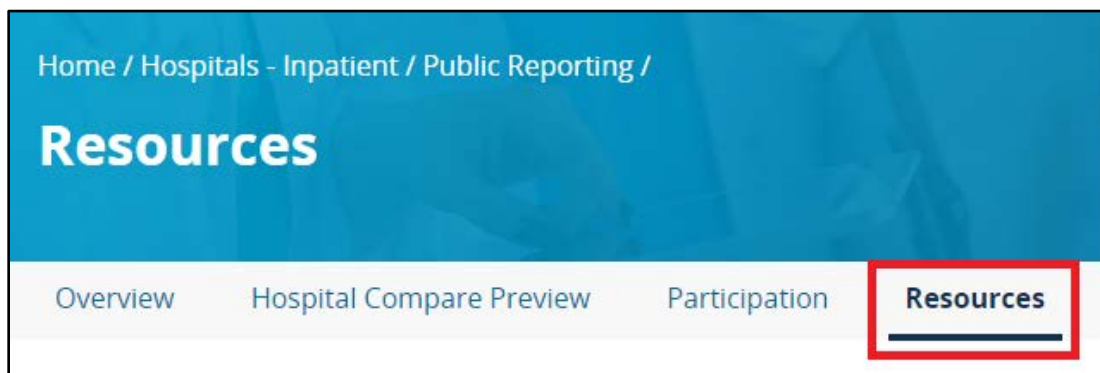 Home / Hospitals - Inpatient / Public Reporting /
Resources
Overview Hospital Compare Preview Participation Resources